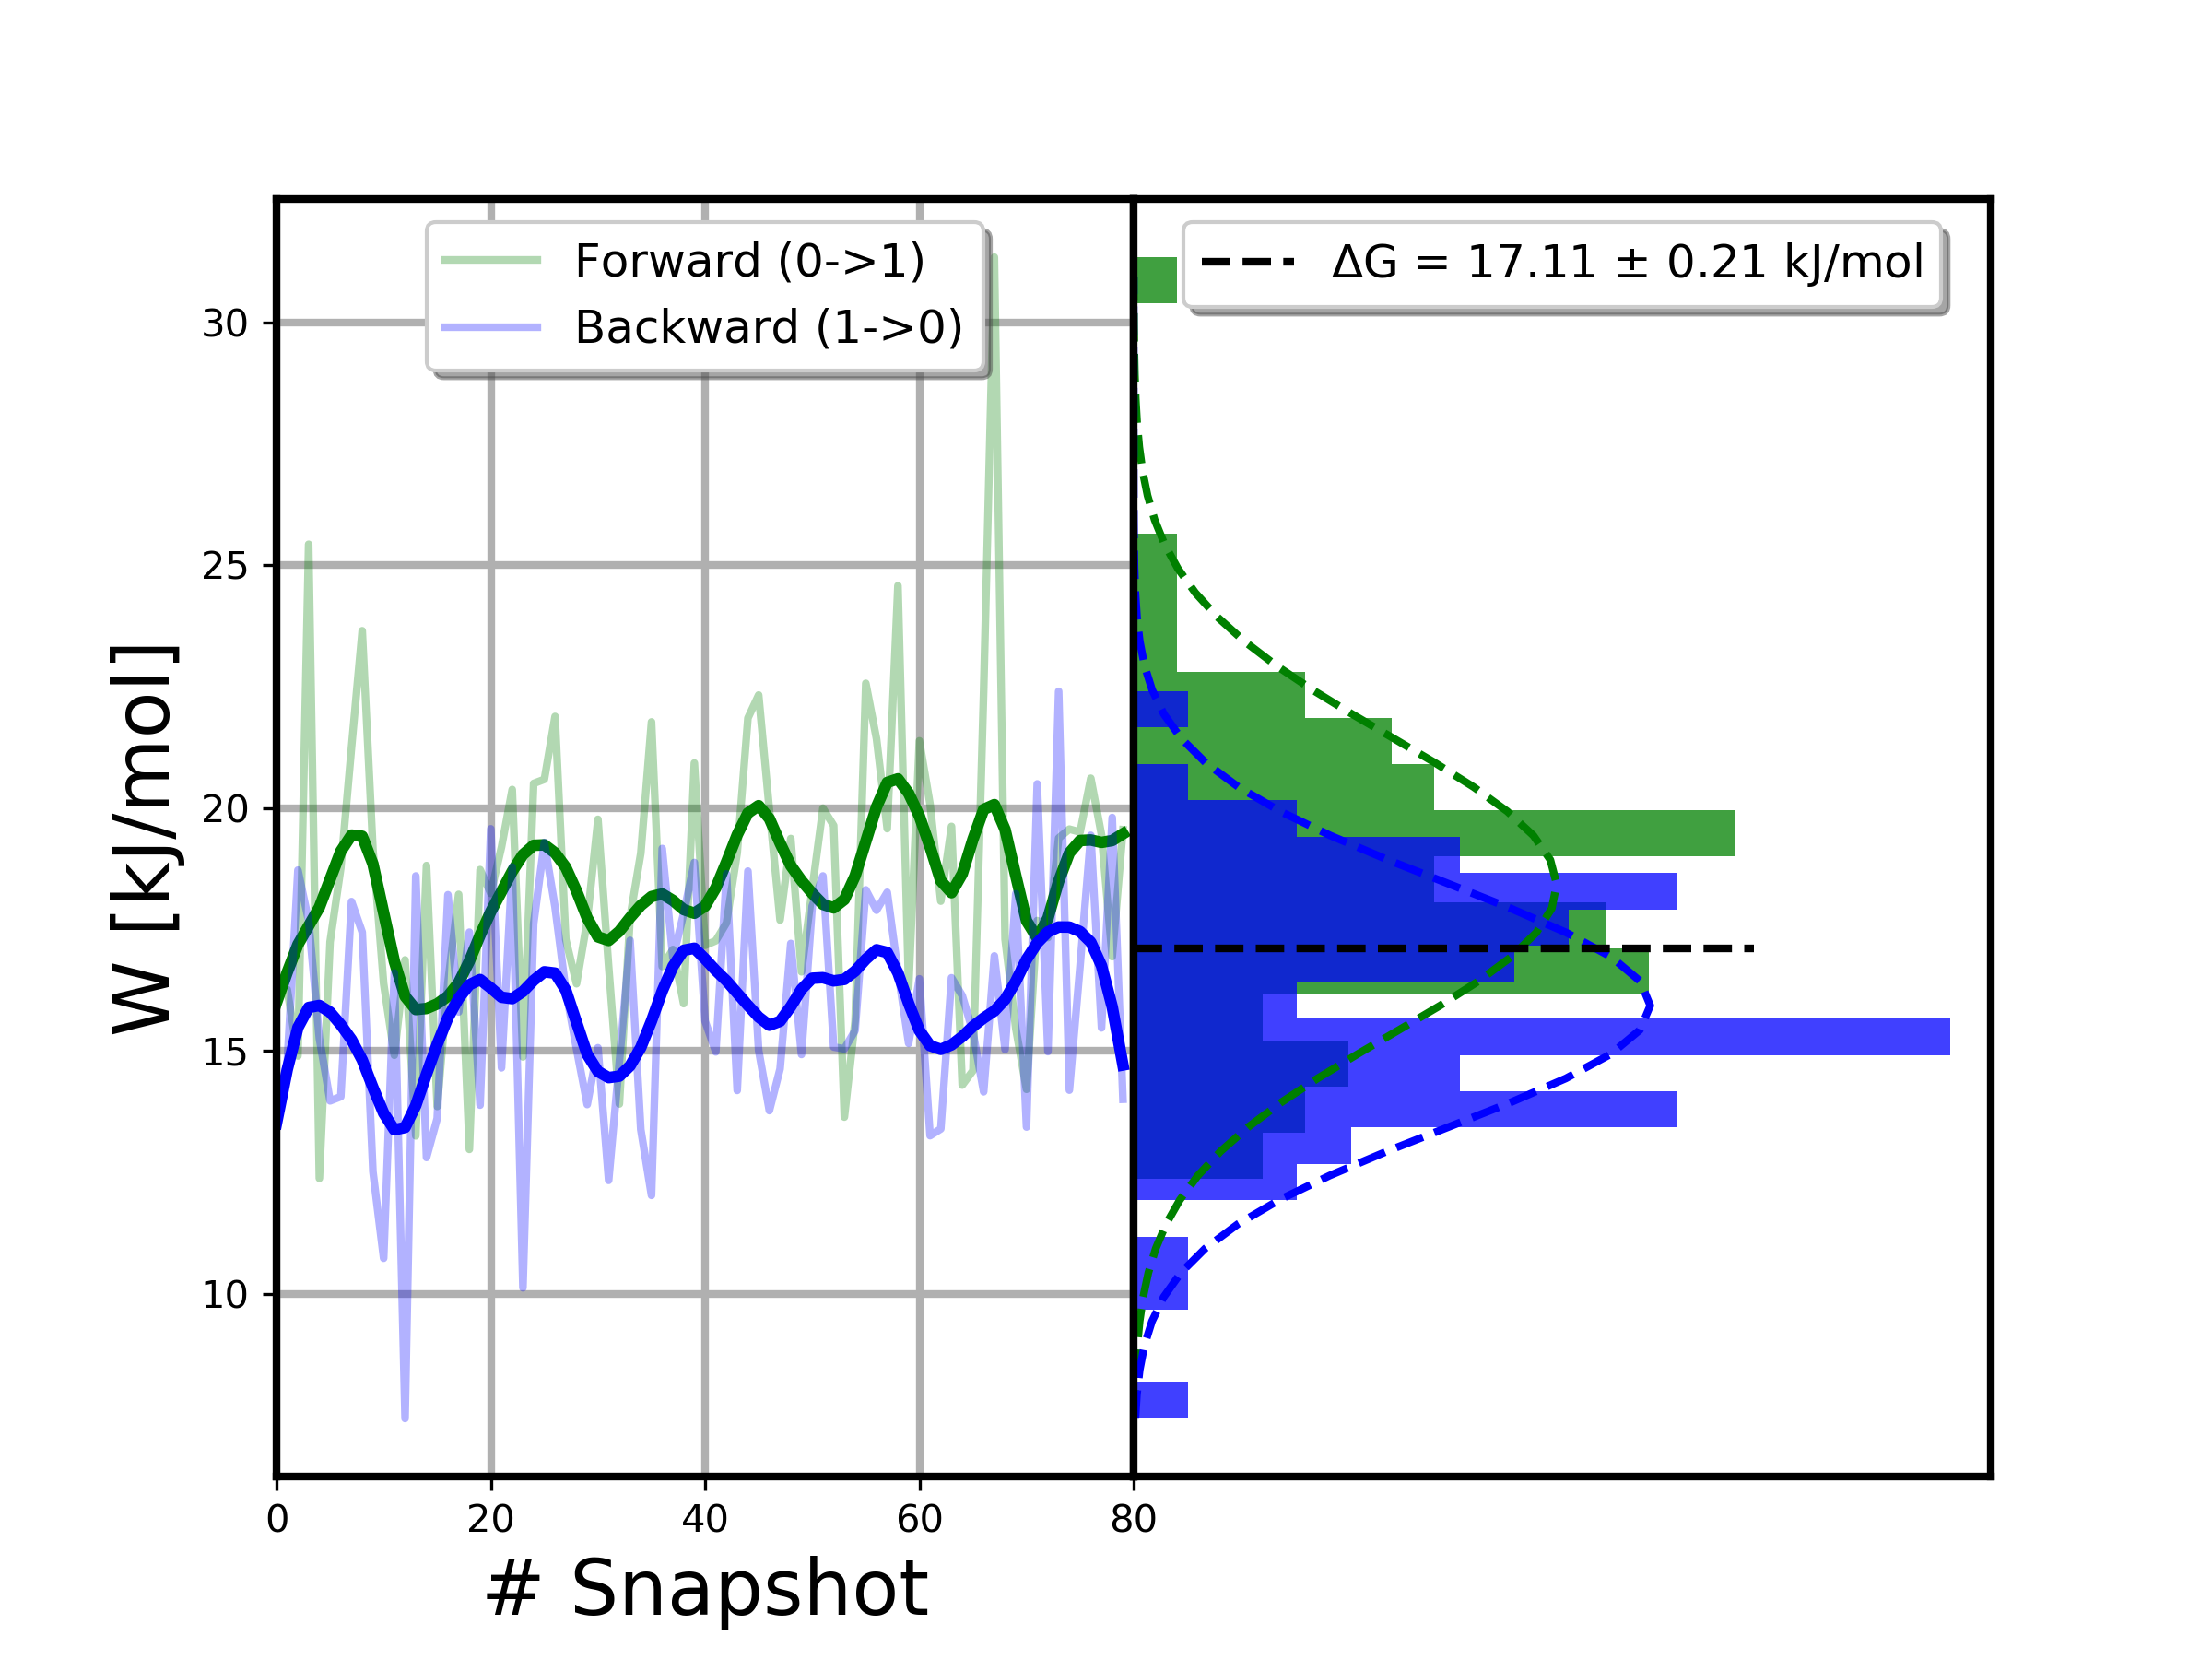 Forward (0->1)
Backward (1->0)
ΔG = 17.11 ± 0.21 kJ/mol
W [kJ/mol]
30
25
20
15
10
0 20 40 60 80
# Snapshot